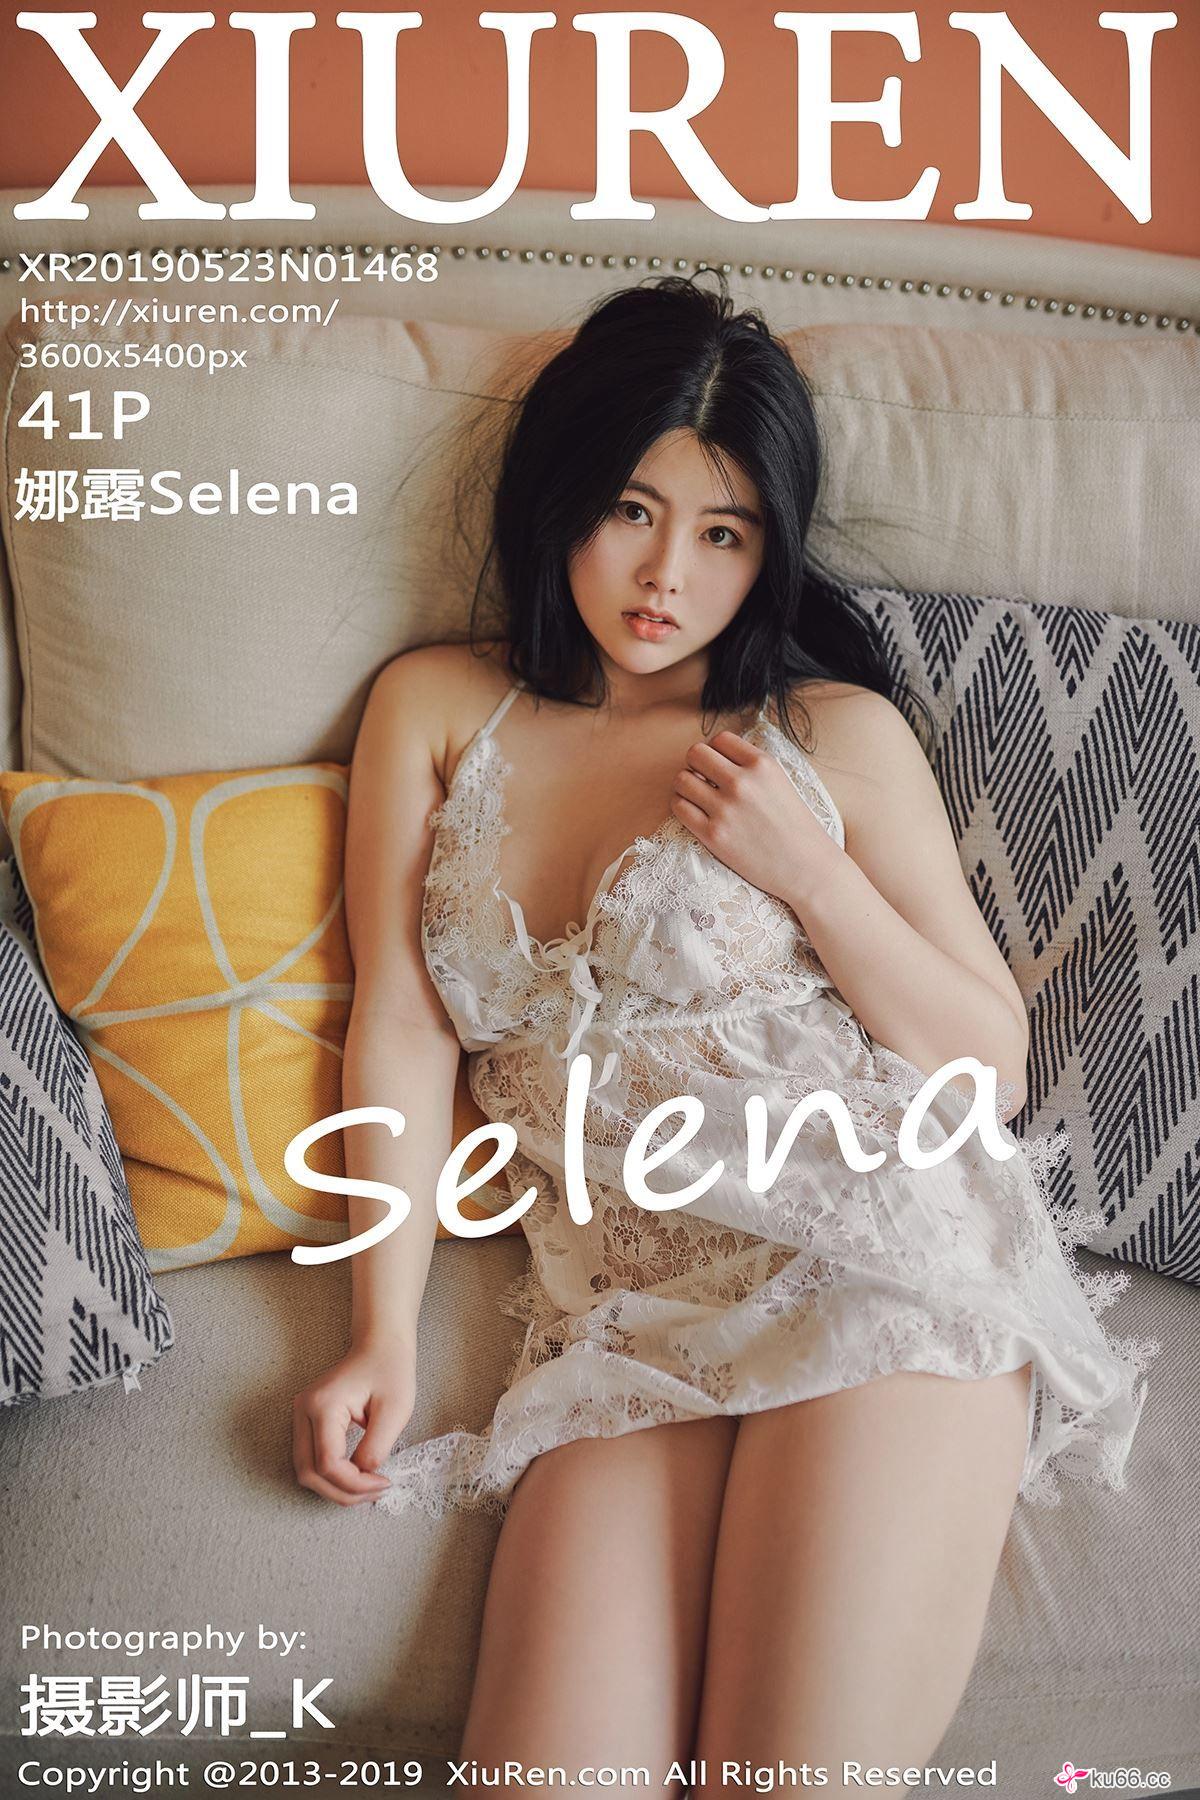 XIUREN
XR20190523N01468
http://xiuren.com/
3600x5400px
41P
娜露Selena
Selena
Photography by:
摄影师_K
Copyright @2013-2019 XiuRen.com All Rights Reserved
ku66.cc